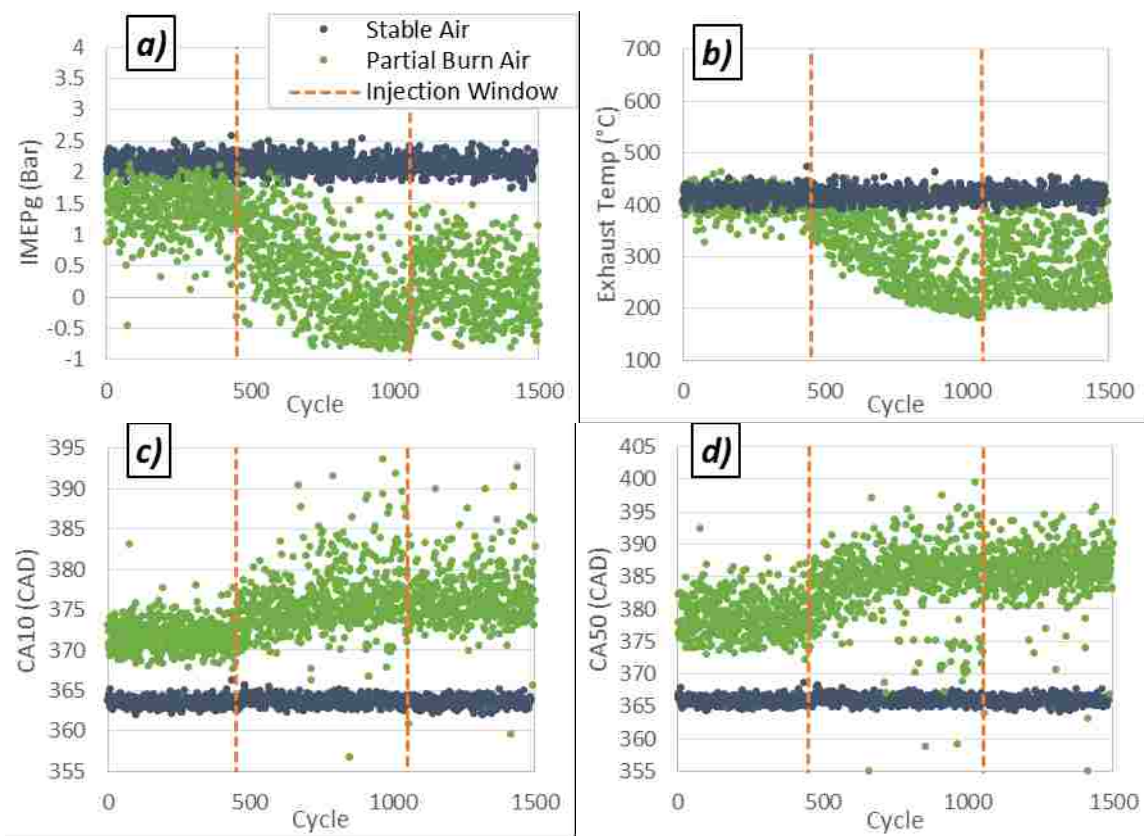 a)
Stable Air
Partial Burn Air
Injection Window
4
3.5
3
2.5
2
1.5
1
0.5
0
-0.5
-1
IMEPg (Bar)
0 500 1000 1500
Cycle
b)
700
600
500
400
300
200
100
Exhaust Temp (°C)
0 500 1000 1500
Cycle
c)
395
390
385
380
375
370
365
360
355
CA10 (CAD)
0 500 1000 1500
Cycle
d)
405
400
395
390
385
380
375
370
365
360
355
CA50 (CAD)
0 500 1000 1500
Cycle